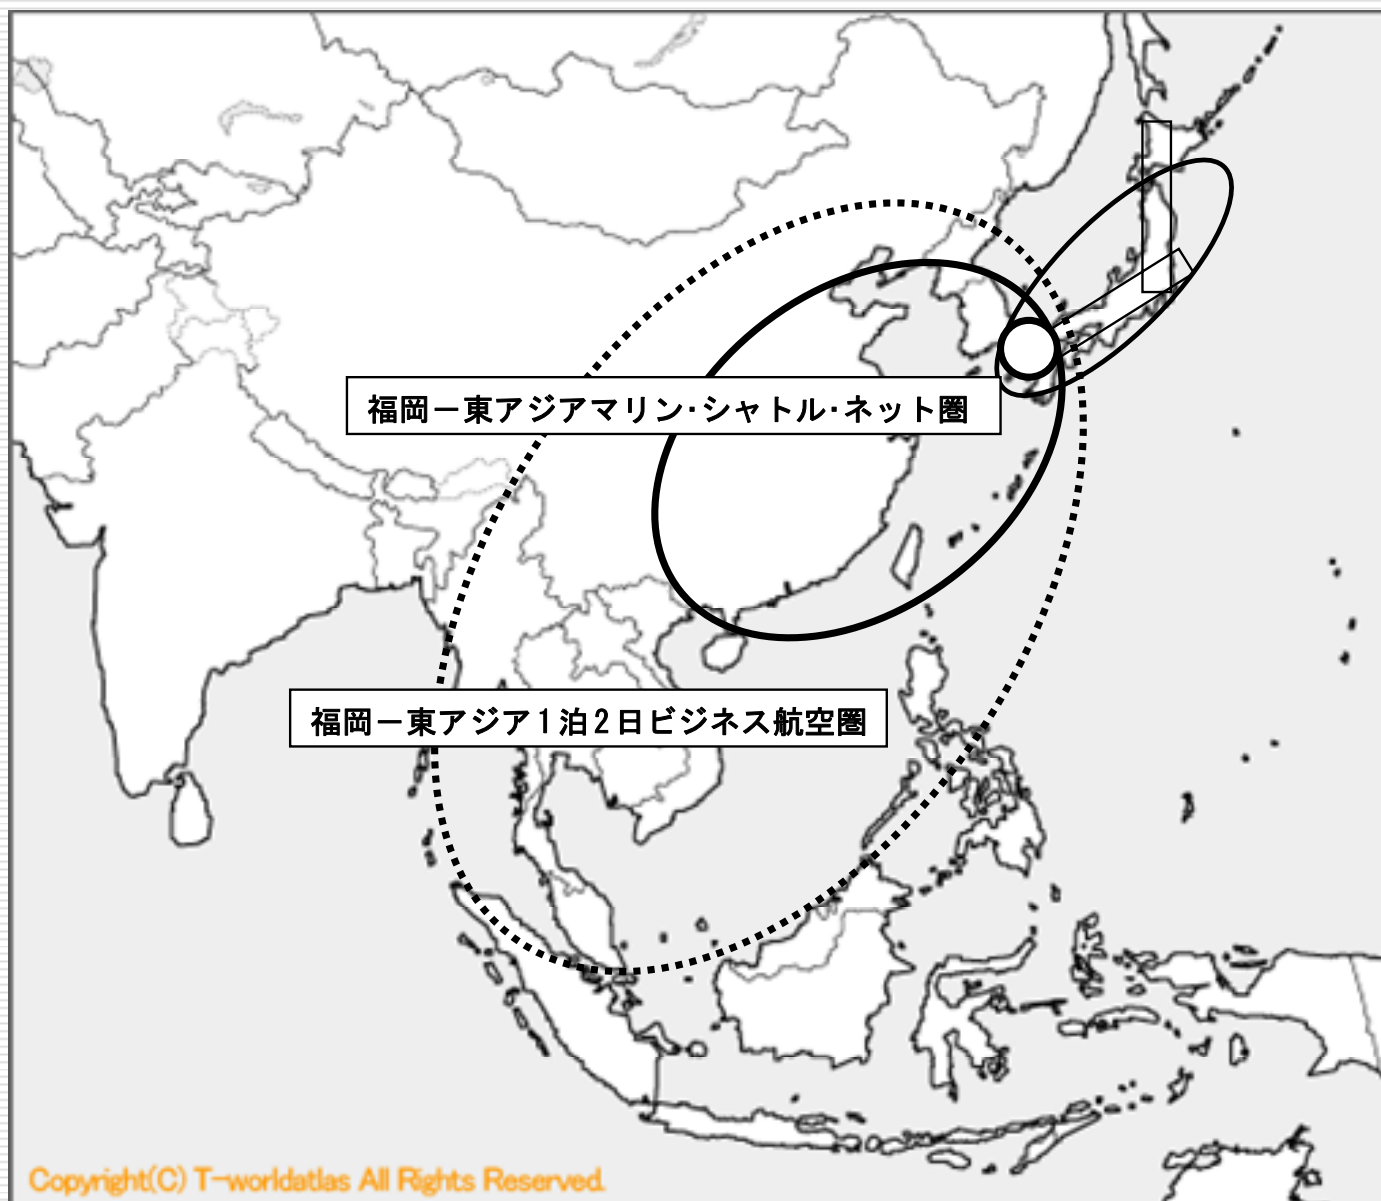 福岡－東アジアマリン・シャトル・ネット圏
福岡－東アジア1泊2日ビジネス航空圏
Copyright(C) T-worldatlas All Rights Reserved.